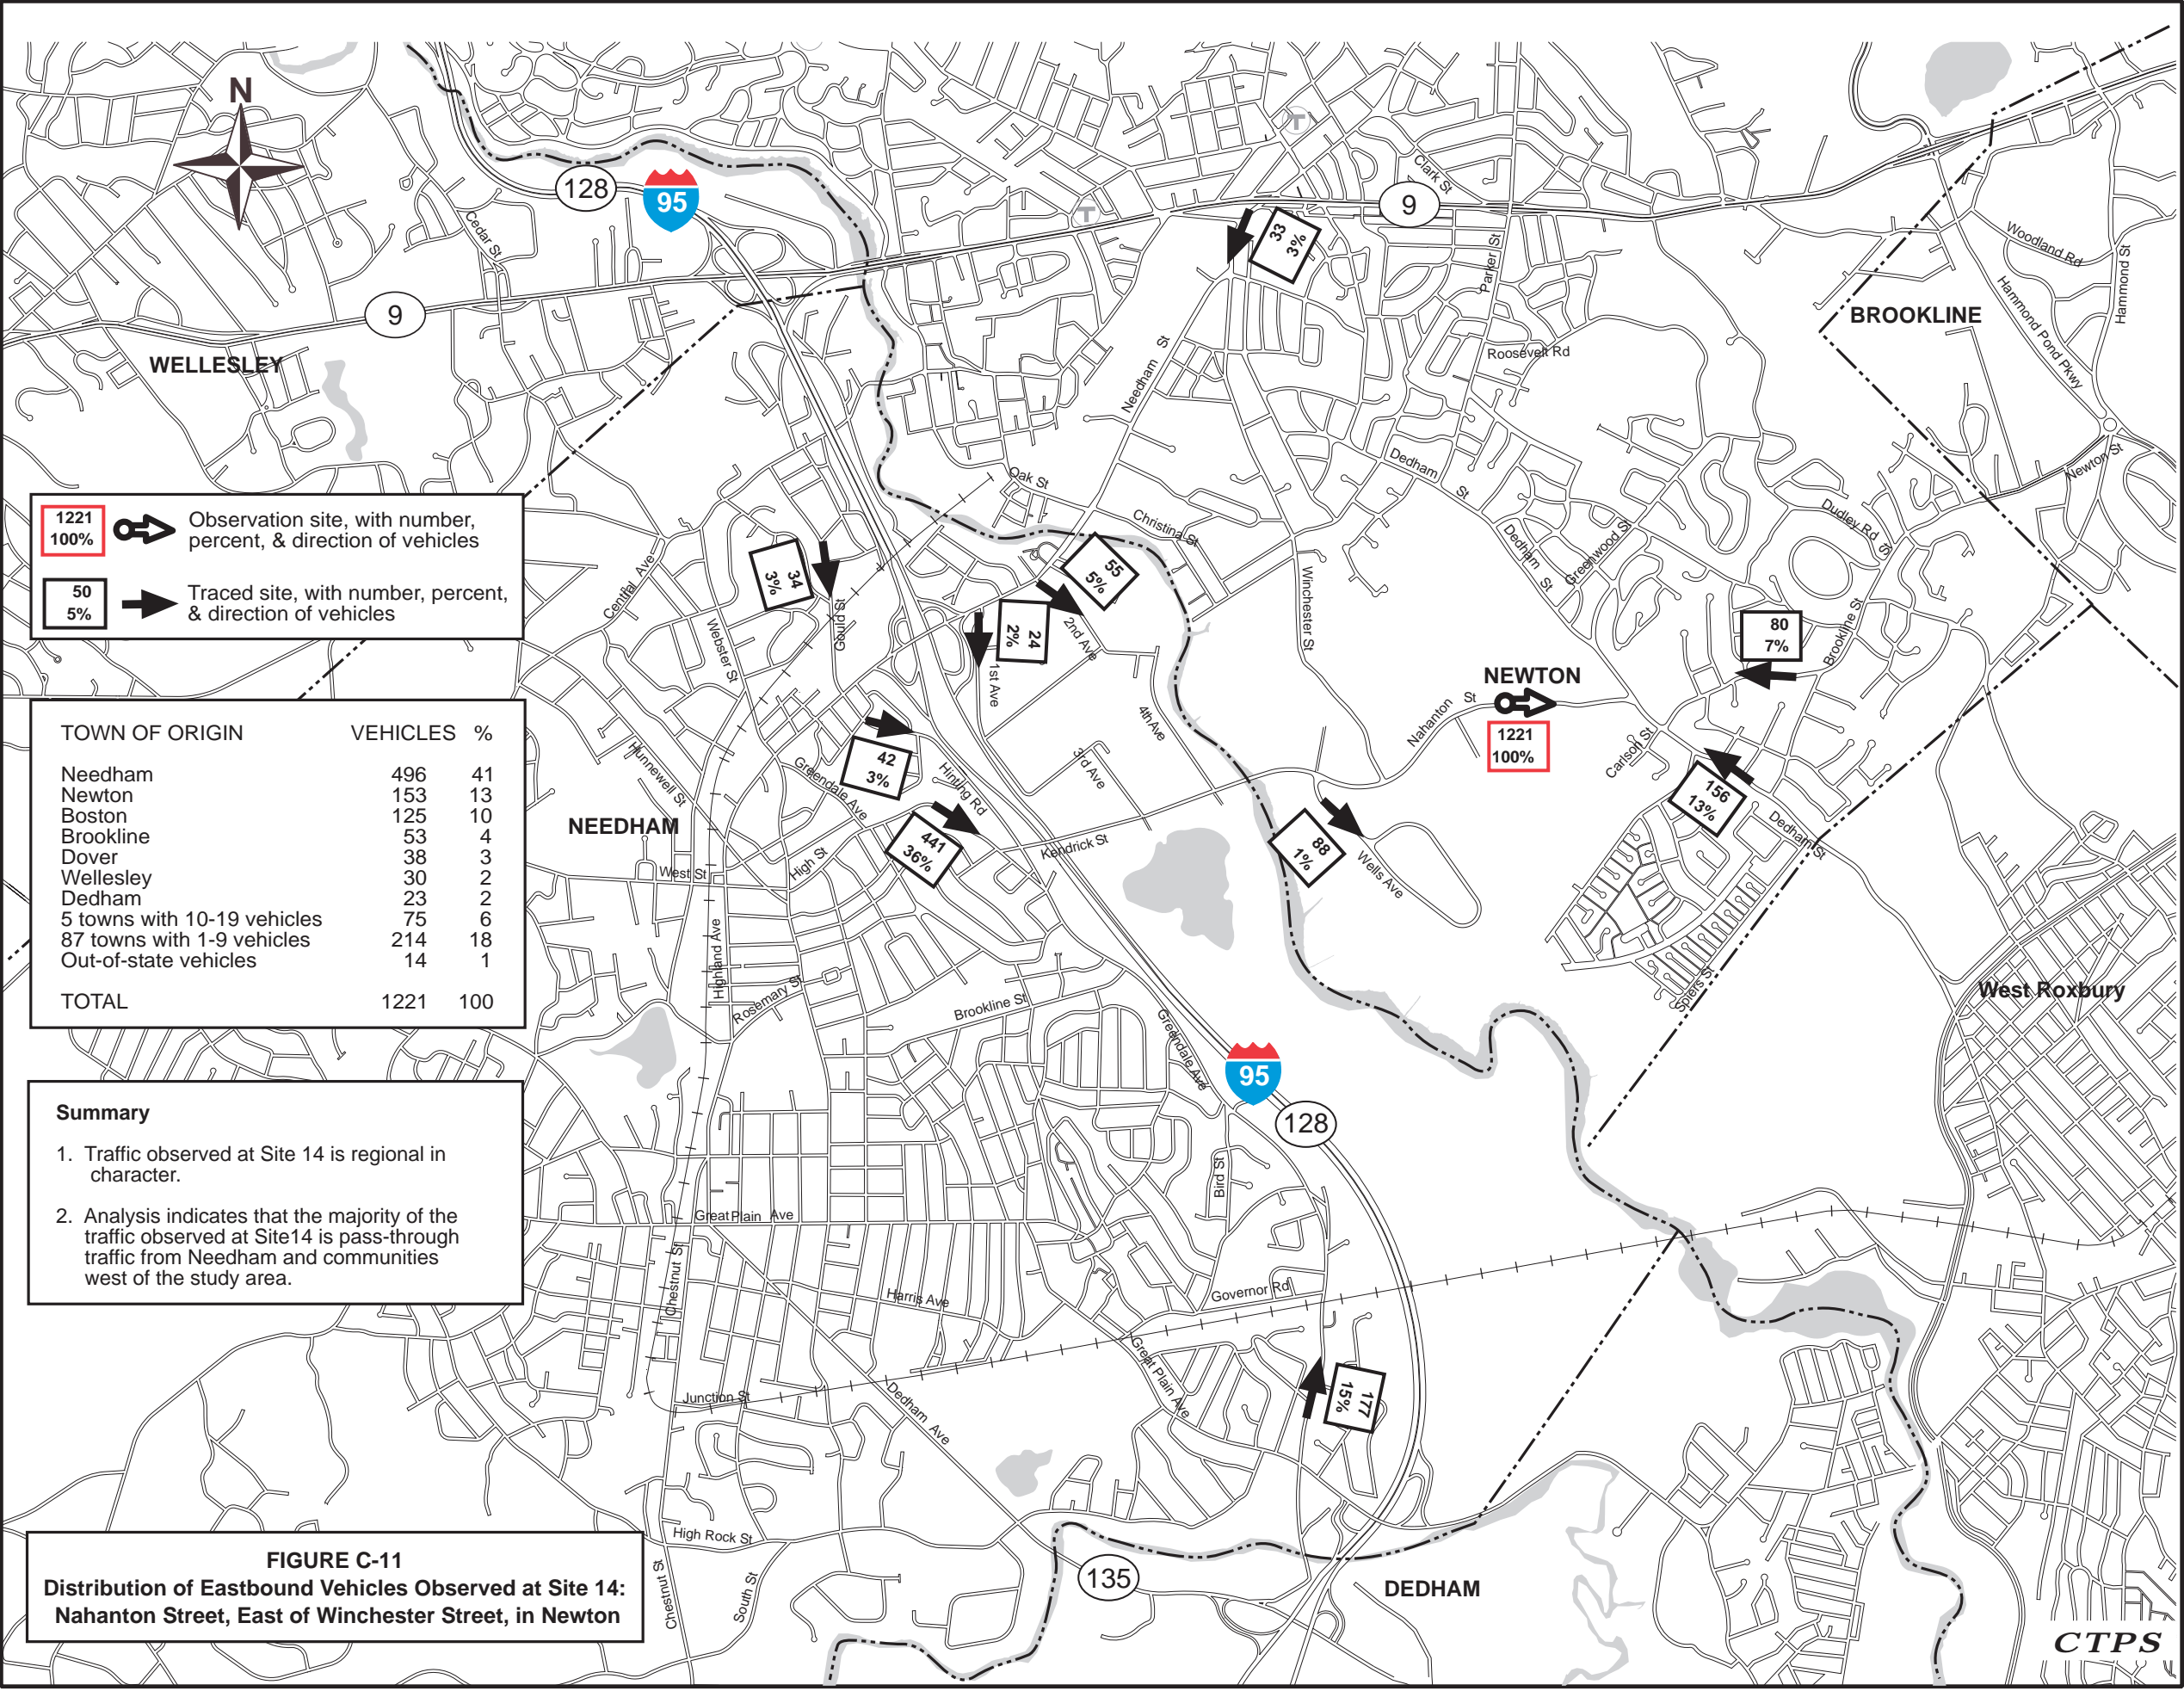 N
128
95
9
Clark St
33
3%
Cedar St
Parker St
Woodland Rd
Hammond St
Hammond Pond Pkwy
BROOKLINE
9
WELLESLEY
Roosevelt Rd
Needham St
Newton St
Dedham St
Oak St
Christina St
Dudley Rd
Greenwood St
Dedham St
1221
100%
Observation site, with number,
percent, & direction of vehicles
50
5%
Traced site, with number, percent,
& direction of vehicles
34
3%
55
5%
24
2%
Central Ave
Webster St
Gould St
2nd Ave
1st Ave
4th Ave
3rd Ave
Winchester St
80
7%
Brookline St
NEWTON
Nahanton St
1221
100%
Carlson St
156
13%
Dedham St
TOWN OF ORIGIN VEHICLES %
Needham 496 41
Newton 153 13
Boston 125 10
Brookline 53 4
Dover 38 3
Wellesley 30 2
Dedham 23 2
5 towns with 10-19 vehicles 75 6
87 towns with 1-9 vehicles 214 18
Out-of-state vehicles 14 1
TOTAL 1221 100
Hunnewell St
42
3%
Greendale Ave
Hinting Rd
NEEDHAM
441
36%
Kendrick St
High St
West St
88
1%
Wells Ave
Highland Ave
Rosemary St
Brookline St
Greendale Ave
Spiers St
West Roxbury
95
128
Summary
1. Traffic observed at Site 14 is regional in
character.
2. Analysis indicates that the majority of the
traffic observed at Site14 is pass-through
traffic from Needham and communities
west of the study area.
Bird St
Great Plain Ave
Chestnut St
Harris Ave
Governor Rd
Great Plain Ave
Junction St
Dedham Ave
177
15%
High Rock St
Chestnut St
South St
135
DEDHAM
FIGURE C-11
Distribution of Eastbound Vehicles Observed at Site 14:
Nahanton Street, East of Winchester Street, in Newton
CTPS